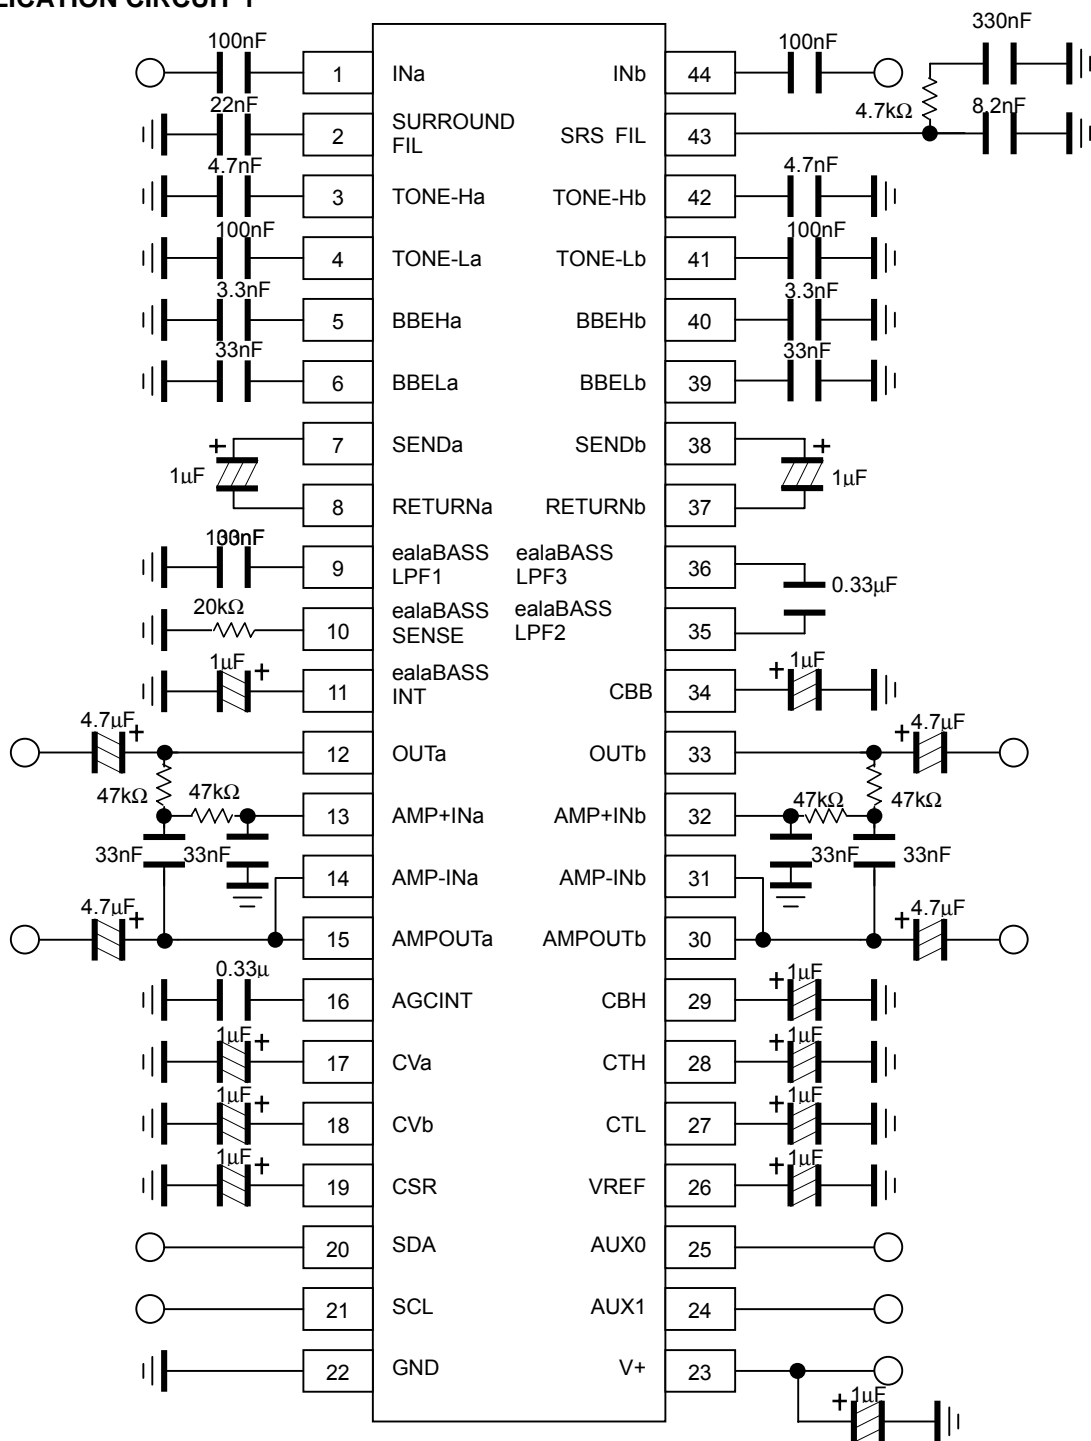 LICATION CIRCUIT 1
330nF
100nF 100nF
1 INa INb 44
4.7kΩ 8.2nF
22nF
2 SURROUND FIL SRS FIL 43
4.7nF 4.7nF
3 TONE-Ha TONE-Hb 42
100nF 100nF
4 TONE-La TONE-Lb 41
3.3nF 3.3nF
5 BBEHa BBEHb 40
33nF 33nF
6 BBELa BBELb 39
+ 7 SENDa SENDb 38 +
1µF 1µF
8 RETURNa RETURNb 37
100nF
9 ealaBASS LPF1 ealaBASS LPF3 36
0.33µF
20kΩ
10 ealaBASS SENSE ealaBASS LPF2 35
1µF + + 1µF
11 ealaBASS INT CBB 34
4.7µF + + 4.7µF
12 OUTa OUTb 33
47kΩ 47kΩ 47kΩ 47kΩ
13 AMP+INa AMP+INb 32
33nF 33nF 33nF 33nF
14 AMP-INa AMP-INb 31
4.7µF + + 4.7µF
15 AMPOUTa AMPOUTb 30
0.33µ + 1µF
16 AGCINT CBH 29
1µF + + 1µF
17 CVa CTH 28
1µF + + 1µF
18 CVb CTL 27
1µF + + 1µF
19 CSR VREF 26
20 SDA AUX0 25
21 SCL AUX1 24
22 GND V+ 23
+ 1µF